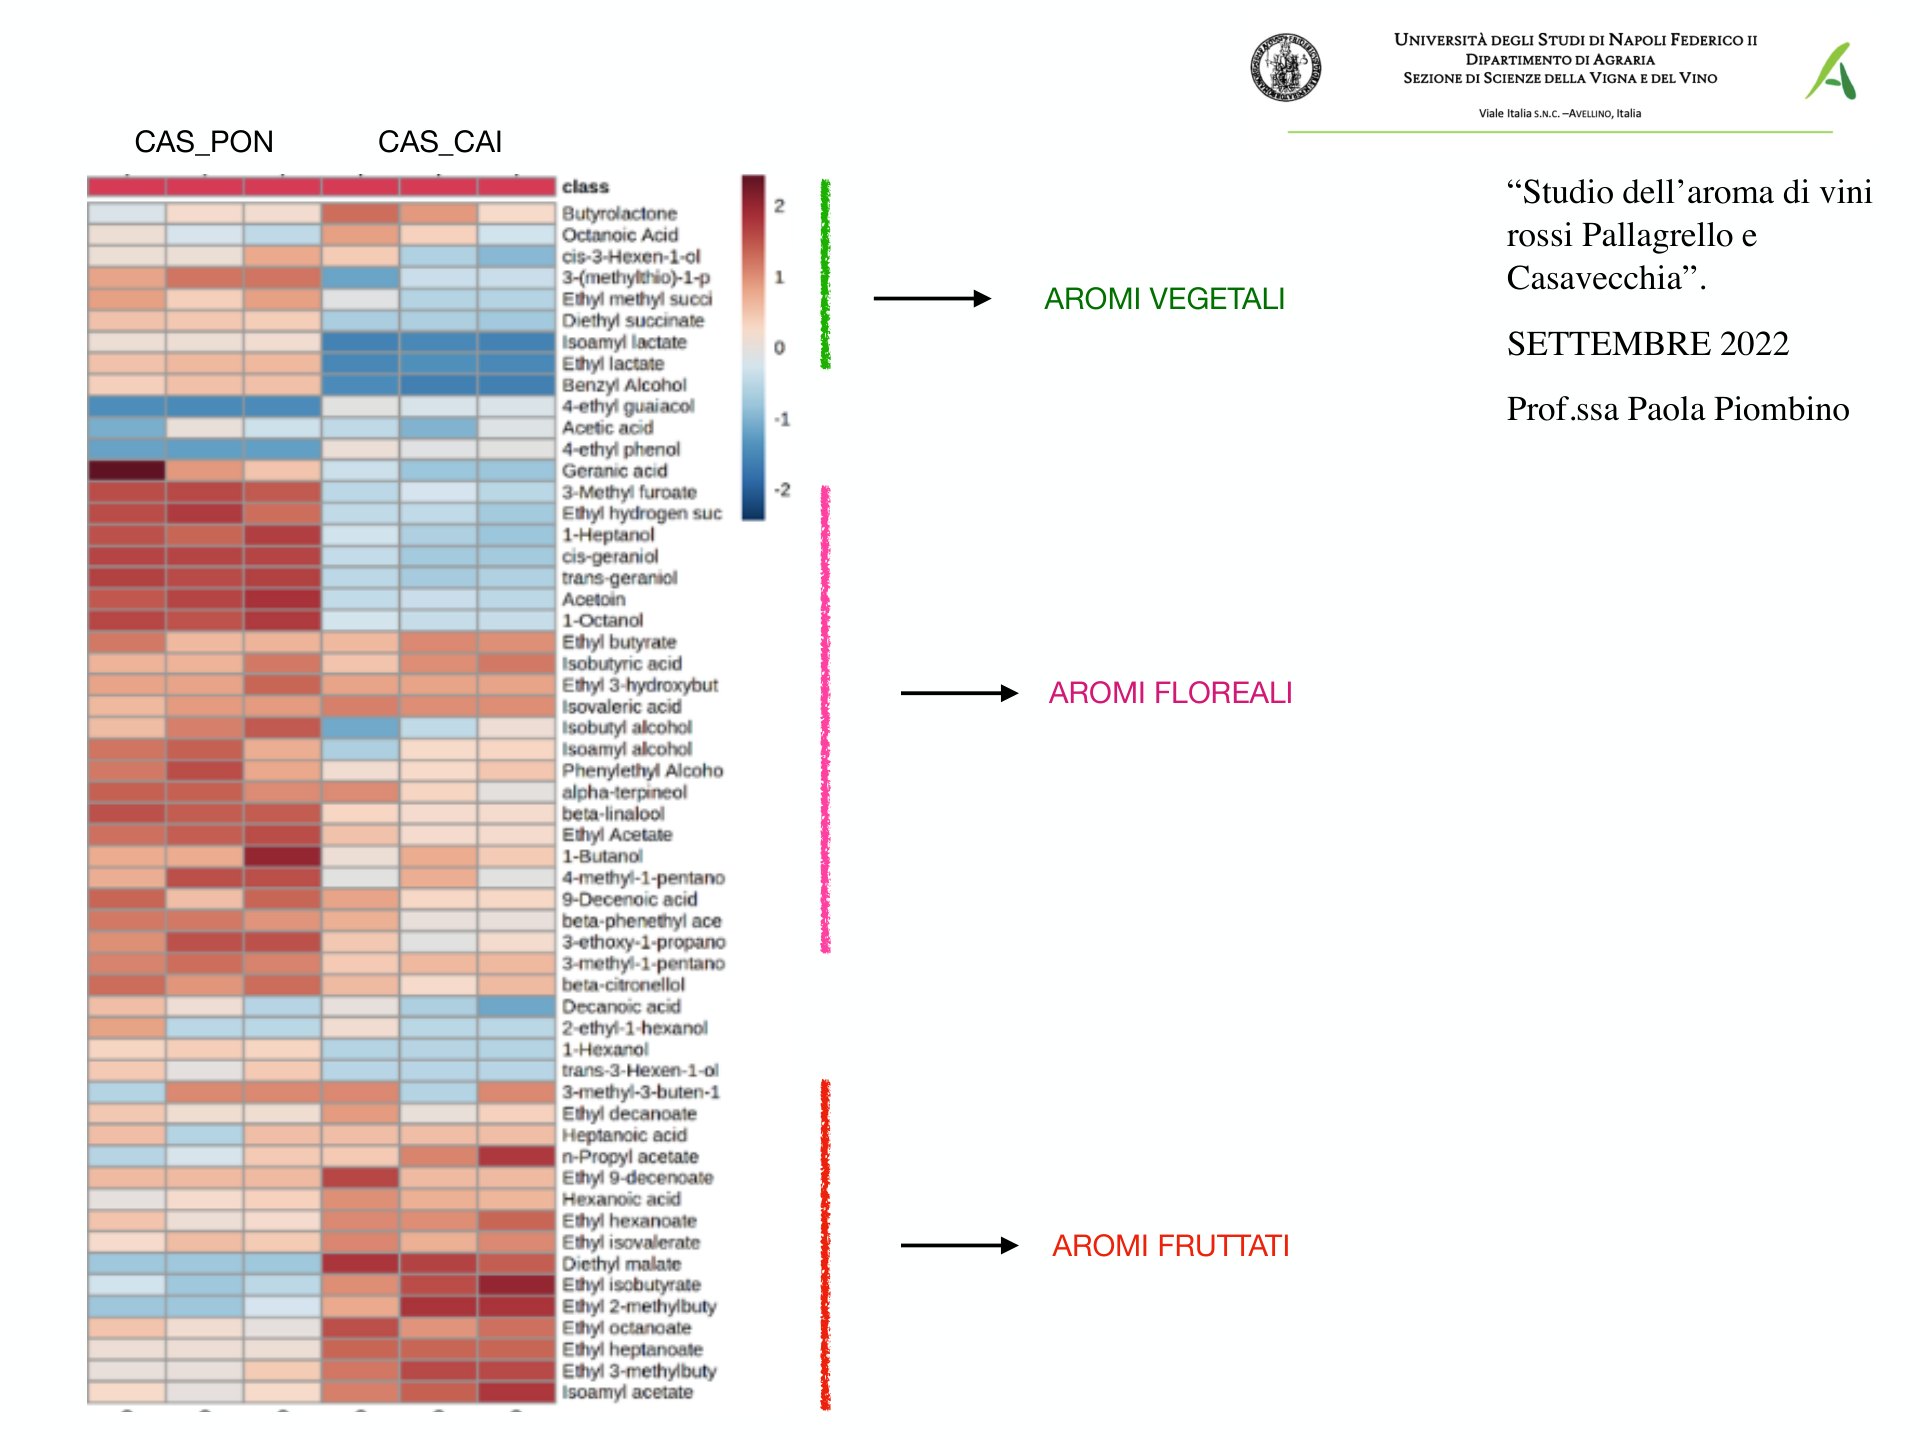 UNIVERSITÀ DEGLI STUDI DI NAPOLI FEDERICO II
DIPARTIMENTO DI AGRARIA
SEZIONE DI SCIENZE DELLA VIGNA E DEL VINO
Viale Italia S.N.C. –AVELLINO, Italia
CAS_PON CAS_CAI
“Studio dell’aroma di vini
rossi Pallagrello e
Casavecchia”.
SETTEMBRE 2022
Prof.ssa Paola Piombino
class
Butyrolactone
Octanoic Acid
cis-3-Hexen-1-ol
3-(methylthio)-1-p
Ethyl methyl succi
Diethyl succinate
Isoamyl lactate
Ethyl lactate
Benzyl Alcohol
4-ethyl guaiacol
Acetic acid
4-ethyl phenol
Geranic acid
3-Methyl furoate
Ethyl hydrogen suc
1-Heptanol
cis-geraniol
trans-geraniol
Acetoin
1-Octanol
Ethyl butyrate
Isobutyric acid
Ethyl 3-hydroxybut
Isovaleric acid
Isobutyl alcohol
Isoamyl alcohol
Phenylethyl Alcoho
alpha-terpineol
beta-linalool
Ethyl Acetate
1-Butanol
4-methyl-1-pentano
9-Decenoic acid
beta-phenethyl ace
3-ethoxy-1-propano
3-methyl-1-pentano
beta-citronellol
Decanoic acid
2-ethyl-1-hexanol
1-Hexanol
trans-3-Hexen-1-ol
3-methyl-3-buten-1
Ethyl decanoate
Heptanoic acid
n-Propyl acetate
Ethyl 9-decenoate
Hexanoic acid
Ethyl hexanoate
Ethyl isovalerate
Diethyl malate
Ethyl isobutyrate
Ethyl 2-methylbuty
Ethyl octanoate
Ethyl heptanoate
Ethyl 3-methylbuty
Isoamyl acetate
2
1
0
-1
-2
AROMI VEGETALI
AROMI FLOREALI
AROMI FRUTTATI